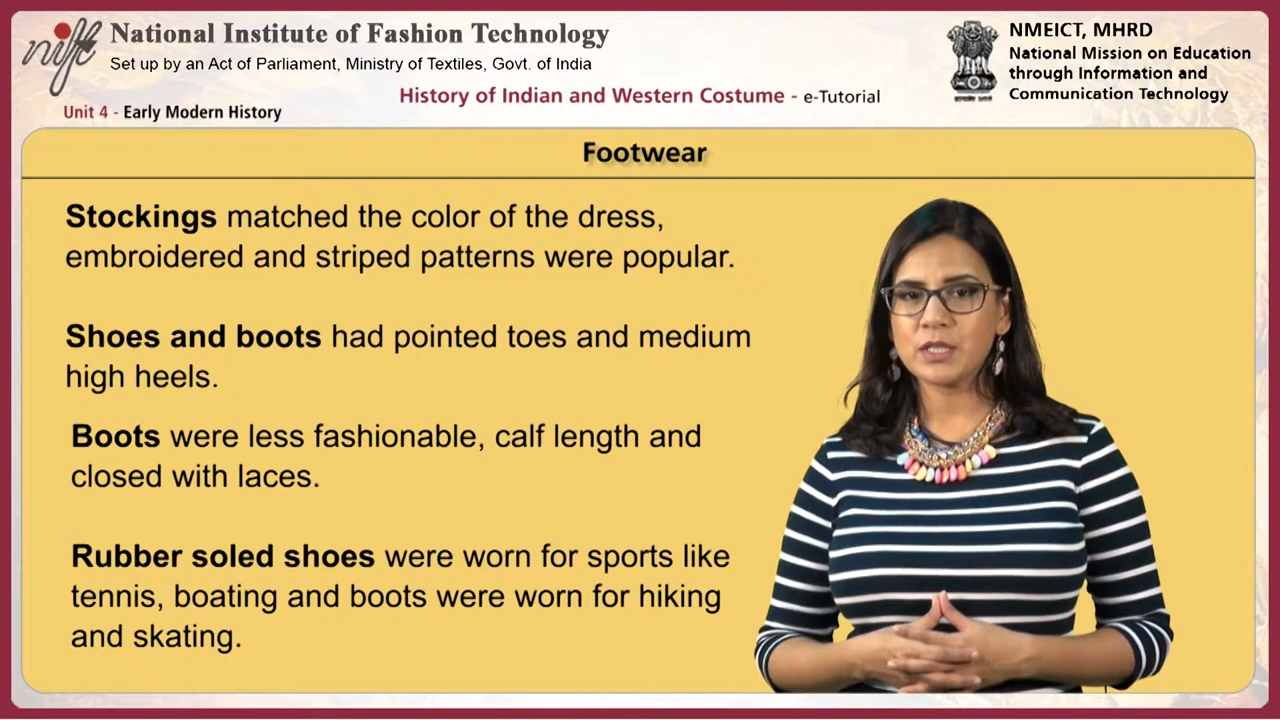 nift
National Institute of Fashion Technology
Set up by an Act of Parliament, Ministry of Textiles, Govt. of India
NMEICT, MHRD
National Mission on Education
through Information and
Communication Technology
History of Indian and Western Costume - e-Tutorial
Unit 4 - Early Modern History
Footwear
Stockings matched the color of the dress,
embroidered and striped patterns were popular.
Shoes and boots had pointed toes and medium
high heels.
Boots were less fashionable, calf length and
closed with laces.
Rubber soled shoes were worn for sports like
tennis, boating and boots were worn for hiking
and skating.